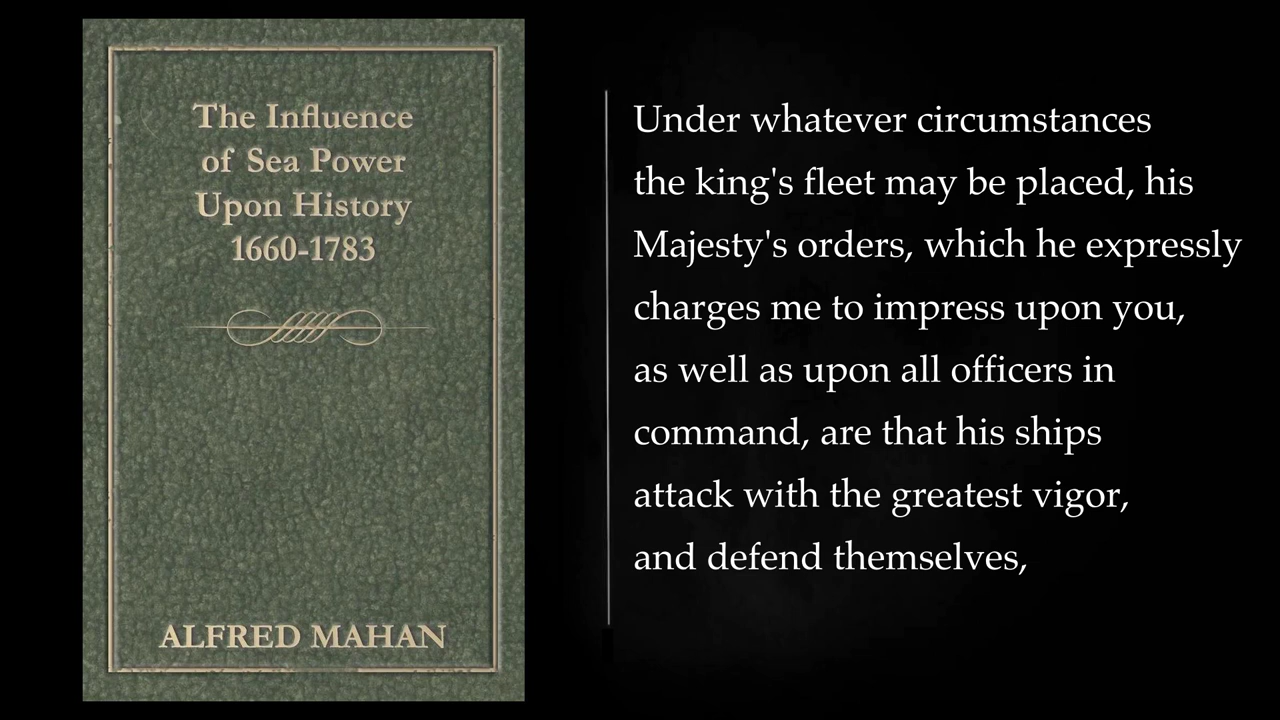 The Influence
of Sea Power
Upon History
1660-1783
ALFRED MAHAN
Under whatever circumstances
the king's fleet may be placed, his
Majesty's orders, which he expressly
charges me to impress upon you,
as well as upon all officers in
command, are that his ships
attack with the greatest vigor,
and defend themselves,